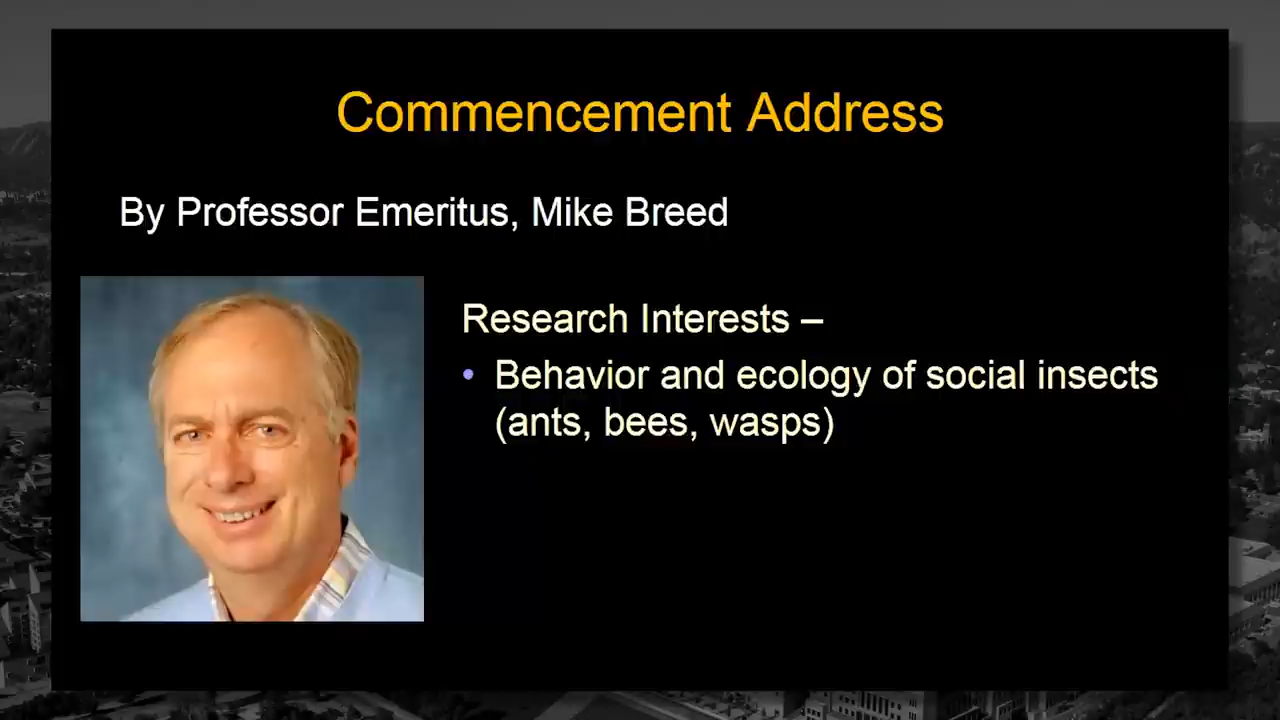 Commencement Address
By Professor Emeritus, Mike Breed
Research Interests –
• Behavior and ecology of social insects
(ants, bees, wasps)